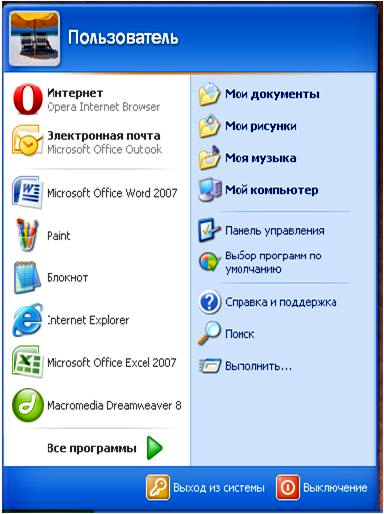 Пользователь
Интернет
Opera Internet Browser
Электронная почта
Microsoft Office Outook
Microsoft Office Word 2007
Paint
Блокнот
Internet Explorer
Microsoft Office Excel 2007
Macromedia Dreamweaver 8
Все программы
Мои документы
Мои рисунки
Моя музыка
Мой компьютер
Панель управления
Выбор программ по
умолчанию
Справка и поддержка
Поиск
Выполнить...
Выход из системы
Выключение